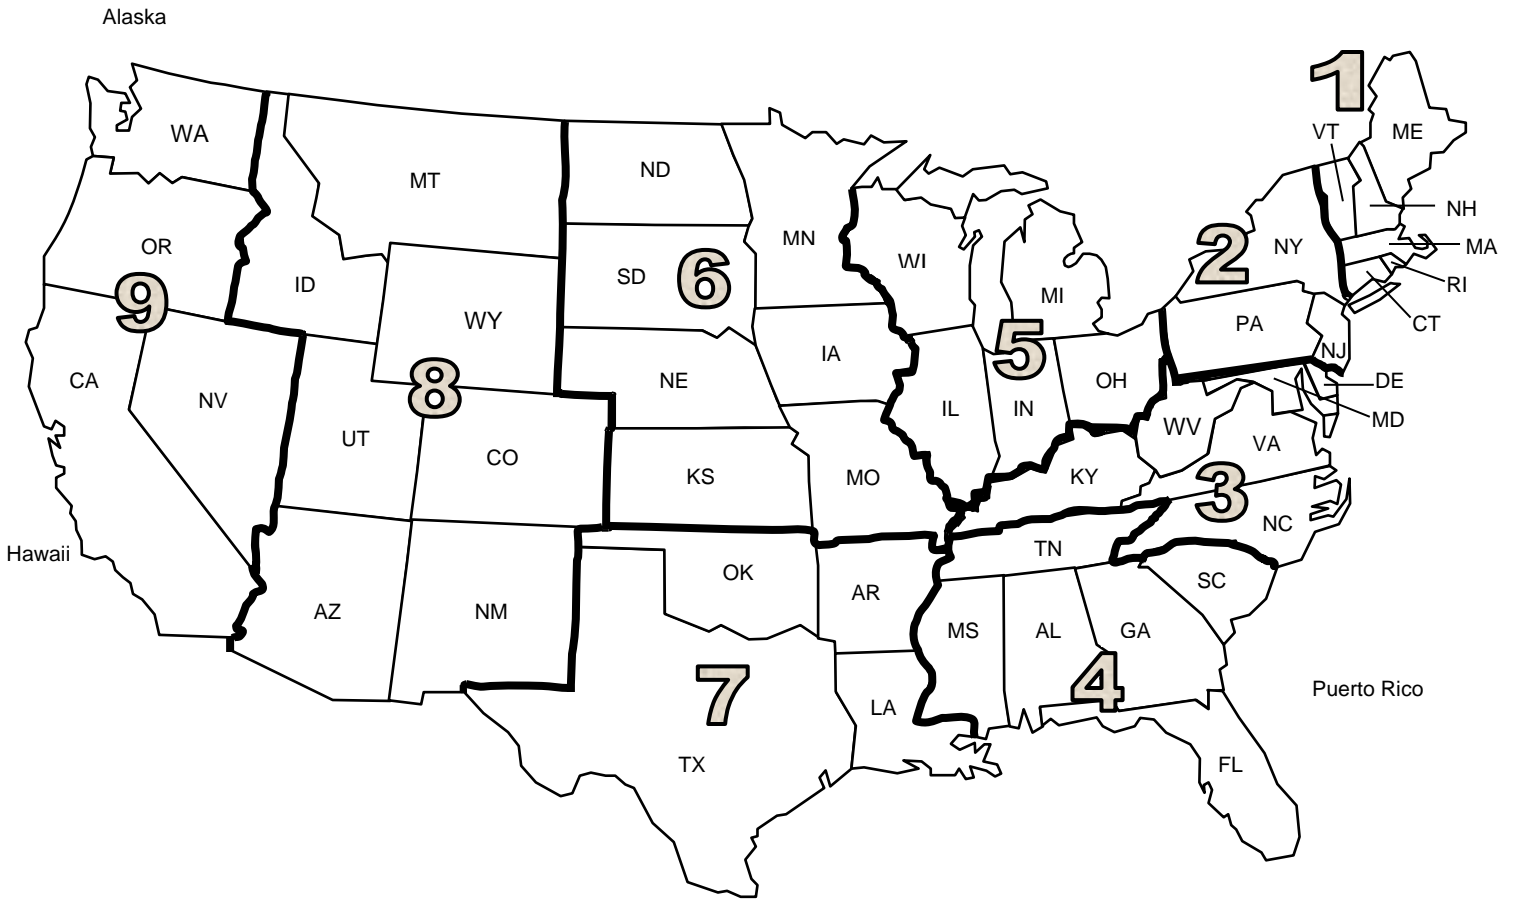 Alaska
1
VT
ME
WA
ND
MT
NH
MN
2
NY
MA
OR
WI
SD
6
ID
MI
RI
9
WY
PA
CT
5
IA
NJ
CA
8
NE
OH
DE
NV
IL
IN
MD
UT
WV
VA
CO
KS
MO
KY
3
NC
Hawaii
TN
OK
SC
AR
AZ
NM
MS
AL
GA
4
7
Puerto Rico
LA
TX
FL